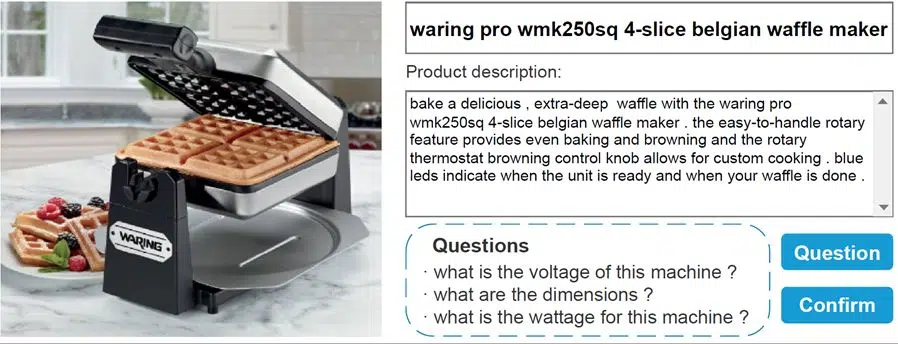 waring pro wmk250sq 4-slice belgian waffle maker
Product description:
bake a delicious , extra-deep waffle with the waring pro
wmk250sq 4-slice belgian waffle maker . the easy-to-handle rotary
feature provides even baking and browning and the rotary
thermostat browning control knob allows for custom cooking . blue
leds indicate when the unit is ready and when your waffle is done .
Questions
· what is the voltage of this machine ?
· what are the dimensions ?
· what is the wattage for this machine ?
Question
Confirm
WARING